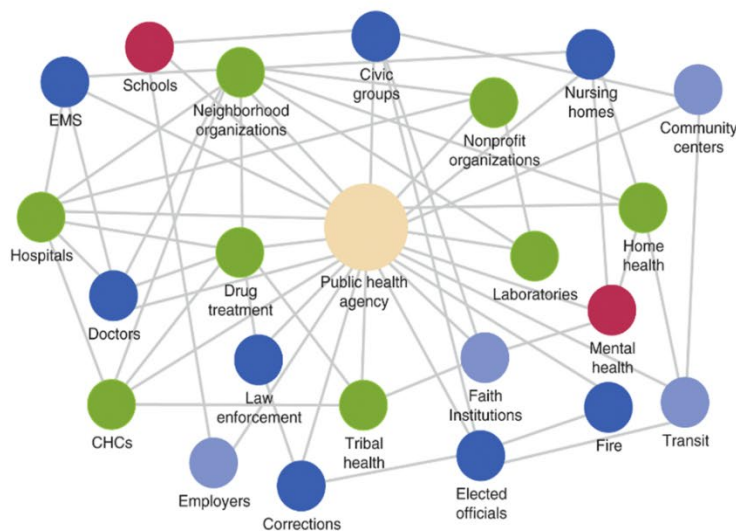 Schools
Civic
groups
EMS
Neighborhood
organizations
Nursing
homes
Nonprofit
organizations
Community
centers
Hospitals
Home
health
Drug
treatment
Public health
agency
Laboratories
Doctors
Mental
health
CHCs
Law
enforcement
Tribal
health
Faith
Institutions
Fire
Transit
Employers
Corrections
Elected
officials